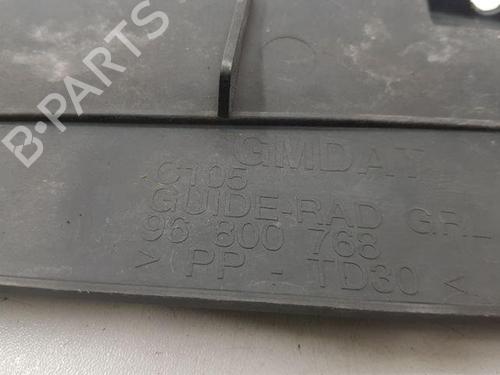 B-PARTS
GMDAT
C105
GUIDE-RAD GRL
96 800 768
> PP - TD30 <